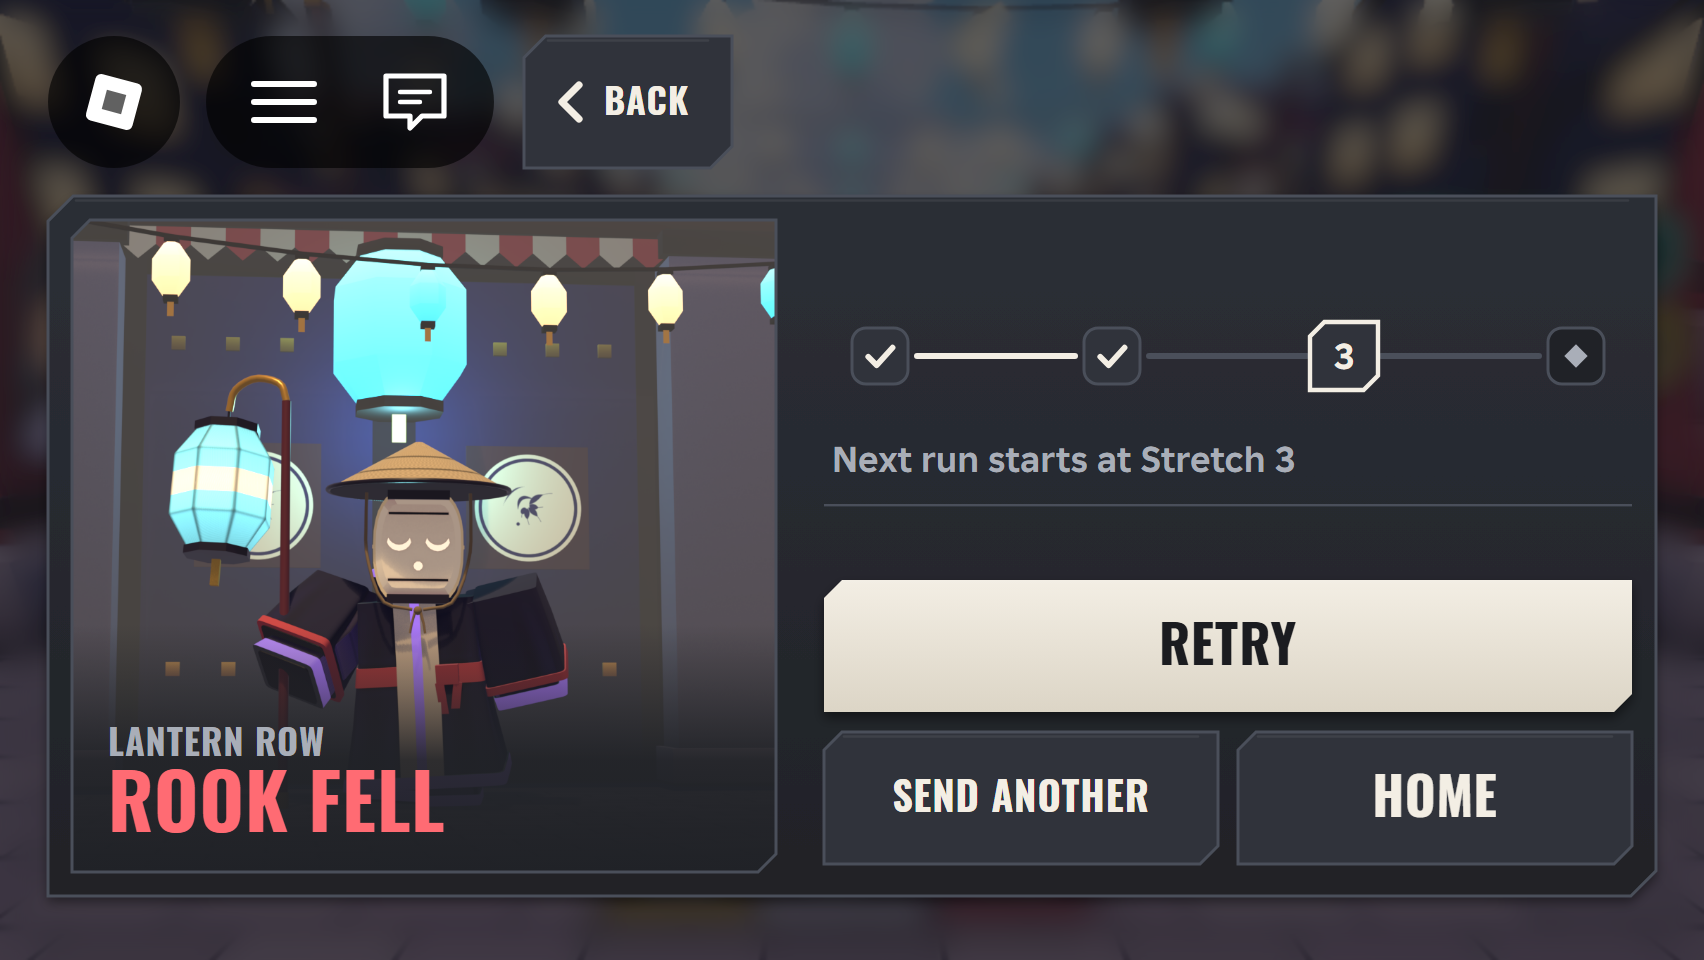 BACK
3
Next run starts at Stretch 3
RETRY
SEND ANOTHER
HOME
LANTERN ROW
ROOK FELL